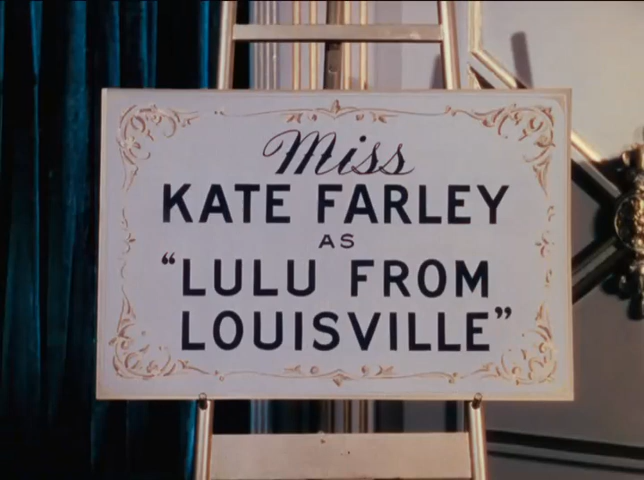 Miss
KATE FARLEY
AS
“LULU FROM
LOUISVILLE”